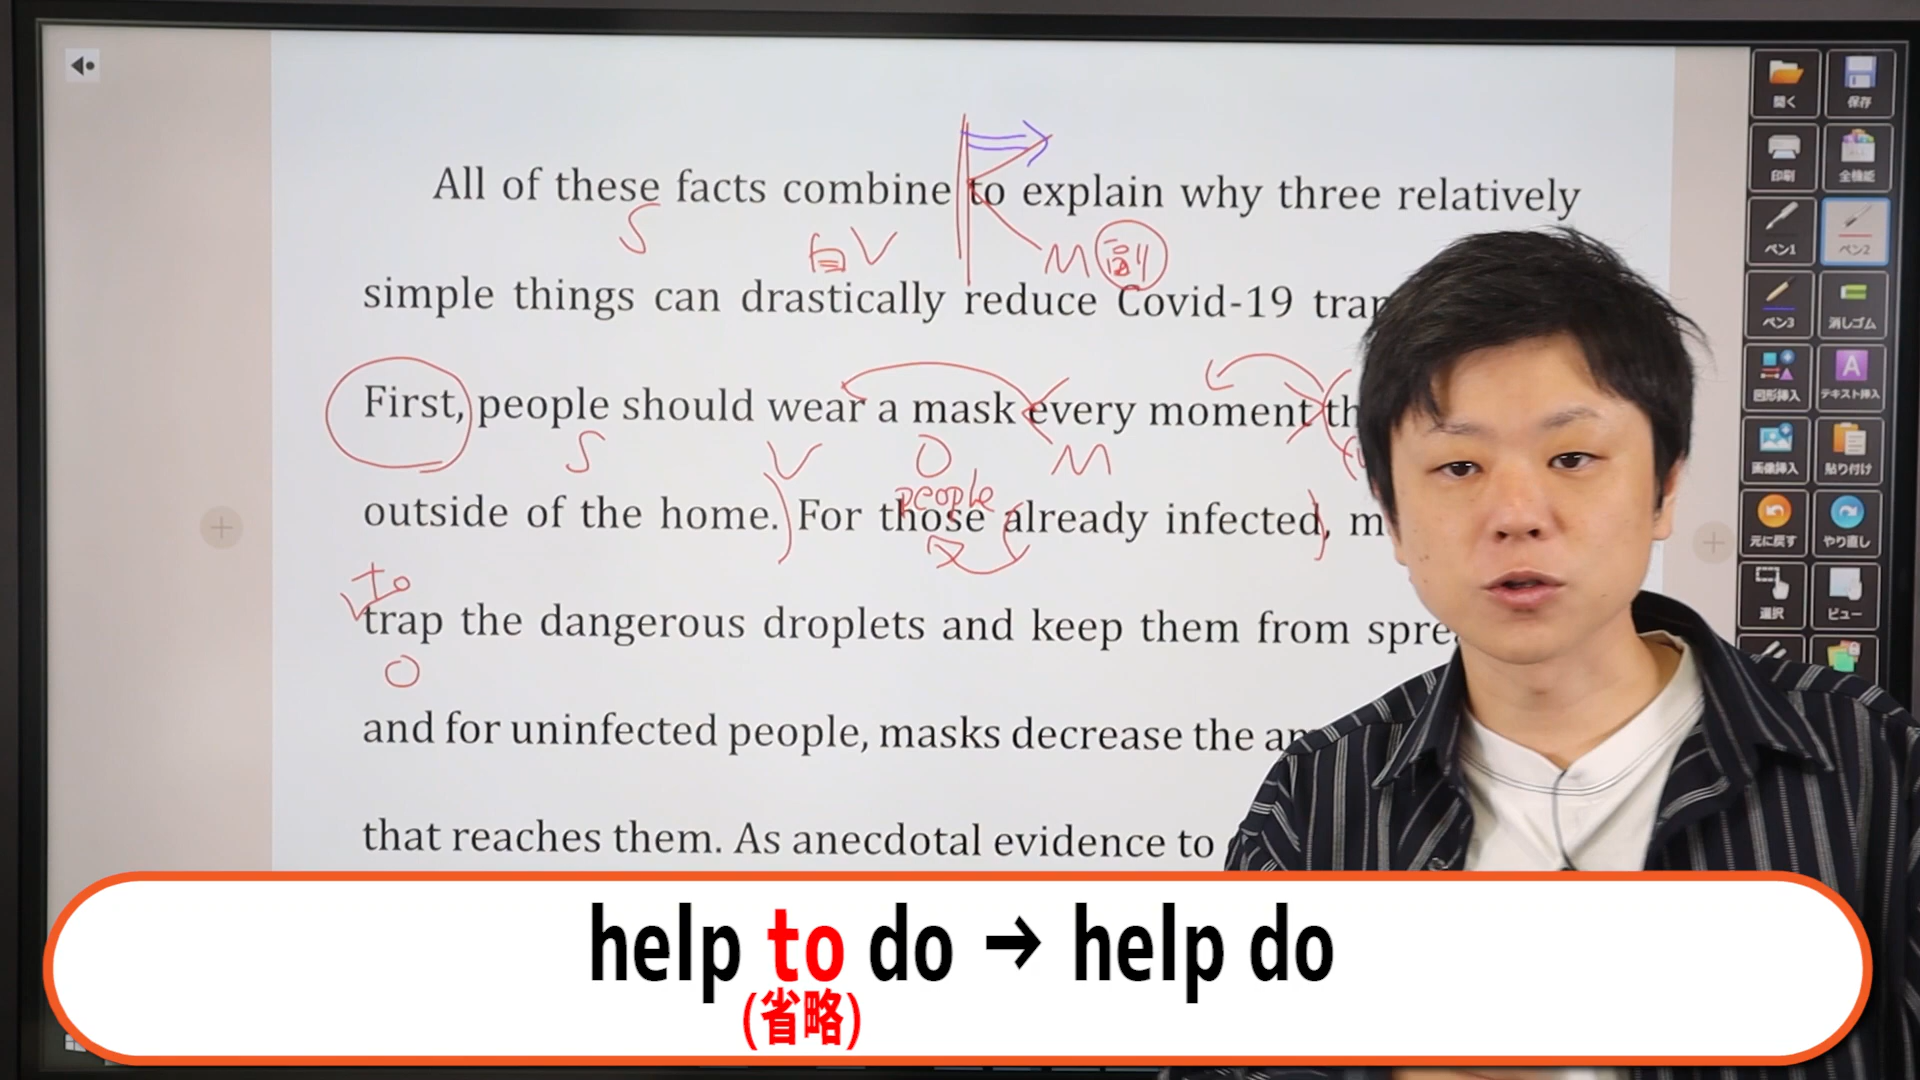 All of these facts combine to explain why three relatively
S
自V
M
simple things can drastically reduce Covid-19
First, people should wear a mask every moment
S
V
O
M
people
outside of the home. For those already infected,
to
trap the dangerous droplets and keep them from
O
and for uninfected people, masks decrease the
that reaches them. As anecdotal evidence to
開く
保存
印刷
全機能
ペン1
ペン2
ペン3
消しゴム
図形挿入
テキスト挿入
画像挿入
貼り付け
元に戻す
やり直し
選択
ビュー
help to do → help do
(省略)